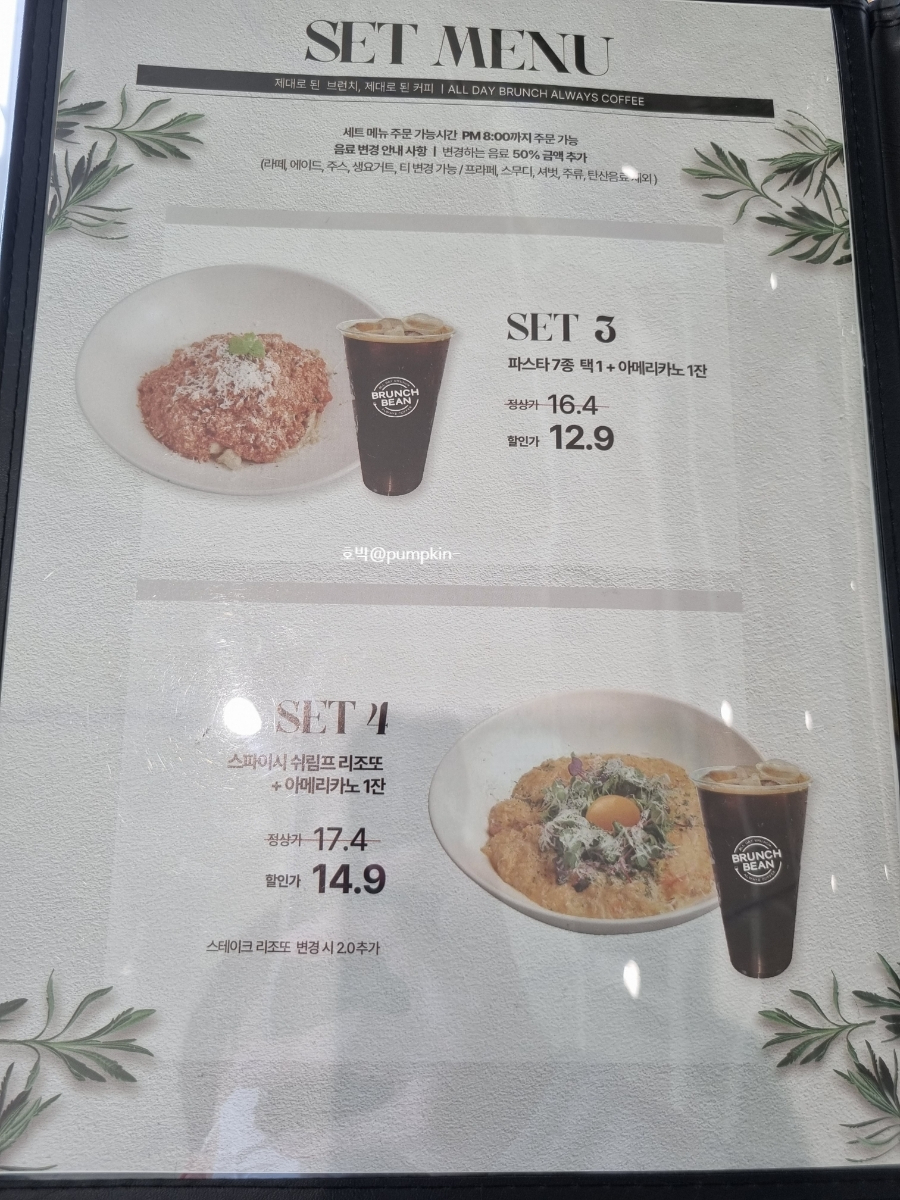 SET MENU
제대로 된 브런치, 제대로 된 커피 | ALL DAY BRUNCH ALWAYS COFFEE
세트 메뉴 주문 가능시간 PM 8:00까지 주문 가능
음료 변경 안내 사항 | 변경하는 음료 50% 금액 추가
(라떼, 에이드, 주스, 생요거트, 티 변경 가능 / 프라페, 스무디, 셔벗, 주류, 탄산음료 제외)
SET 3
파스타 7종 택1 + 아메리카노 1잔
정상가 16.4
할인가 12.9
BRUNCH
BEAN
호박@pumpkin
SET 4
스파이시 쉬림프 리조또
+ 아메리카노 1잔
정상가 17.4
할인가 14.9
스테이크 리조또 변경 시 2.0추가
BRUNCH
BEAN